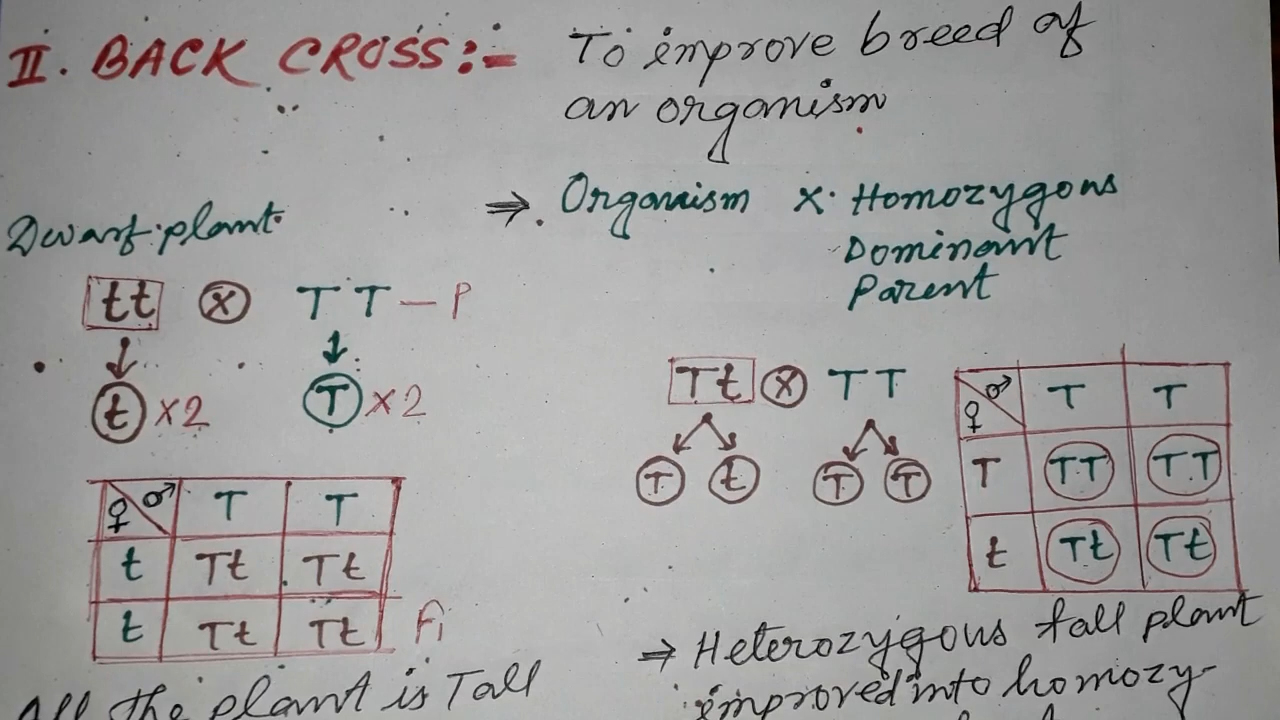 II. BACK CROSS:-
To improve breed of
an organism
⇒. Organism X. Homozygous
Dominant
Parent
Dwarf plant
tt ⊗ TT — P
↓ ↓
t x2 T x2
♀ ♂ T T
t Tt Tt
t Tt Tt F1
All the plant is Tall
Tt ⊗ TT
T t T T
♀ ♂ T T
T TT TT
t Tt Tt
⇒ Heterozygous tall plant
improved into homozy-